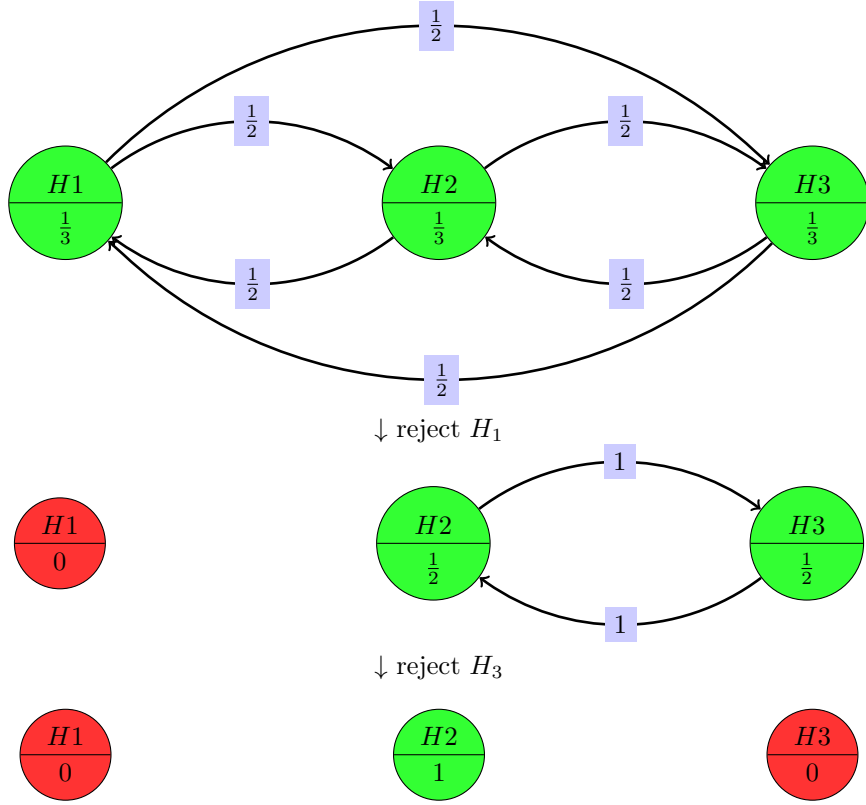 1/2
1/2 1/2
H1 H2 H3
1/3 1/3 1/3
1/2 1/2
1/2
↓ reject H₁
1
H1 H2 H3
0 1/2 1/2
1
↓ reject H₃
H1 H2 H3
0 1 0